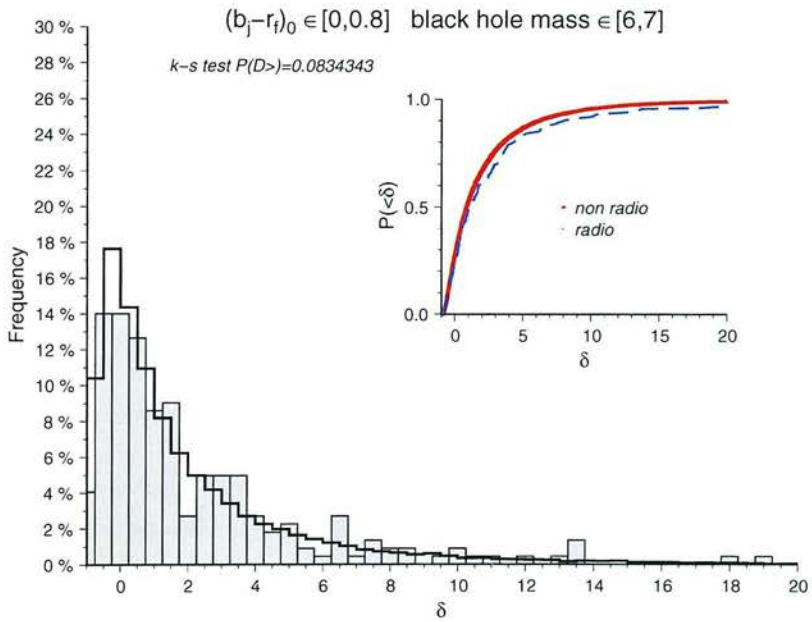 (bj−rf)0 ∈ [0,0.8] black hole mass ∈ [6,7]
k−s test P(D>)=0.0834343
Frequency
30 %
28 %
26 %
24 %
22 %
20 %
18 %
16 %
14 %
12 %
10 %
8 %
6 %
4 %
2 %
0 %
0 2 4 6 8 10 12 14 16 18 20
δ
P(<δ)
1.0
0.5
0.0
non radio
radio
0 5 10 15 20
δ